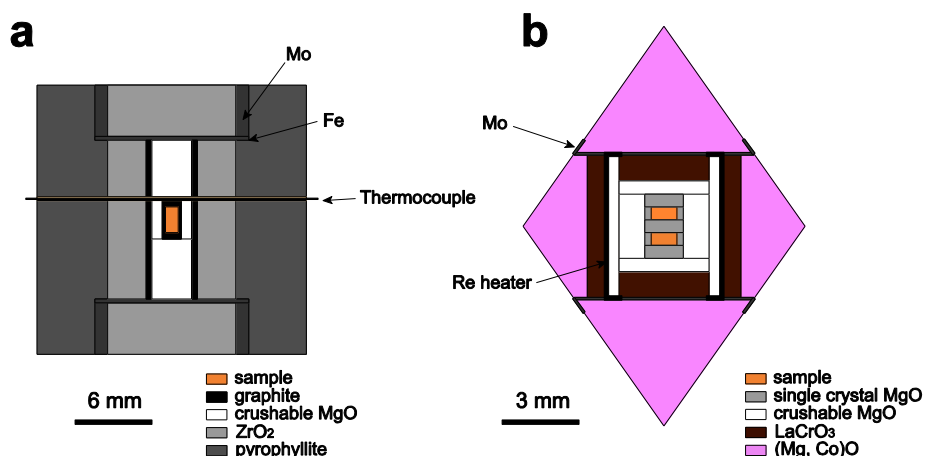 a
Mo
Fe
Thermocouple
6 mm
sample
graphite
crushable MgO
ZrO₂
pyrophyllite
b
Mo
Re heater
3 mm
sample
single crystal MgO
crushable MgO
LaCrO₃
(Mg, Co)O